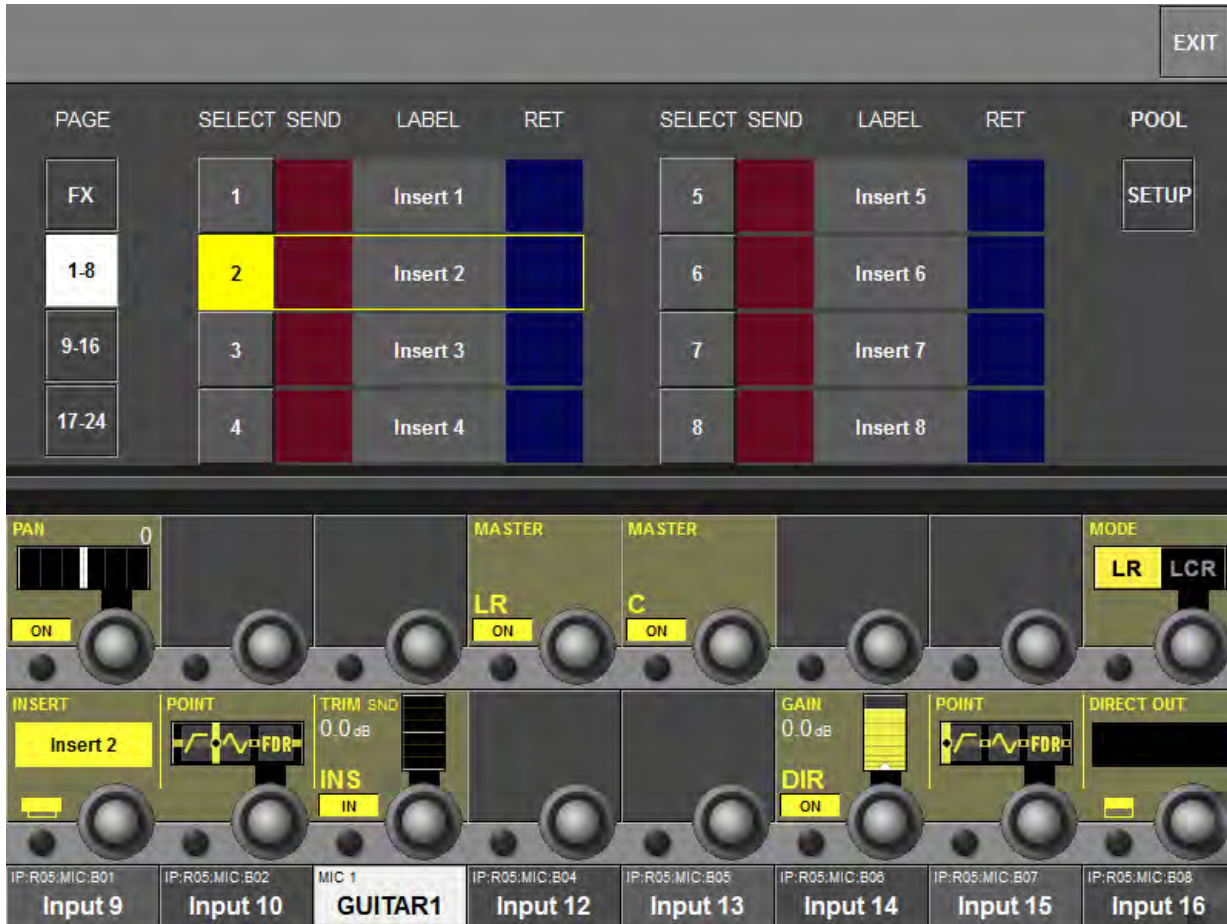 EXIT
PAGE SELECT SEND LABEL RET SELECT SEND LABEL RET POOL
FX 1 Insert 1 5 Insert 5 SETUP
1-8 2 Insert 2 6 Insert 6
9-16 3 Insert 3 7 Insert 7
17-24 4 Insert 4 8 Insert 8
PAN 0 MASTER MASTER MODE
LR LCR
LR C
ON ON ON
INSERT POINT TRIM SND GAIN POINT DIRECT OUT
0.0 dB 0.0 dB
Insert 2 FDR FDR
INS DIR
IN ON
IP:R05:MIC:B01 IP:R05:MIC:B02 MIC 1 IP:R05:MIC:B04 IP:R05:MIC:B05 IP:R05:MIC:B06 IP:R05:MIC:B07 IP:R05:MIC:B08
Input 9 Input 10 GUITAR1 Input 12 Input 13 Input 14 Input 15 Input 16